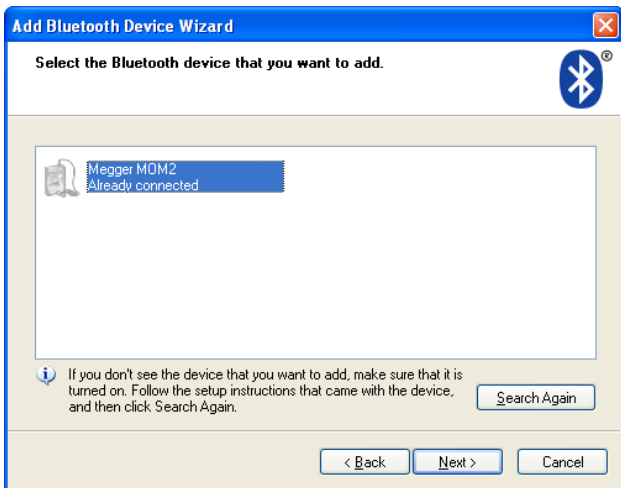 Add Bluetooth Device Wizard
Select the Bluetooth device that you want to add.
®
Megger MOM2
Already connected
If you don't see the device that you want to add, make sure that it is
turned on. Follow the setup instructions that came with the device,
and then click Search Again.
Search Again
< Back
Next >
Cancel